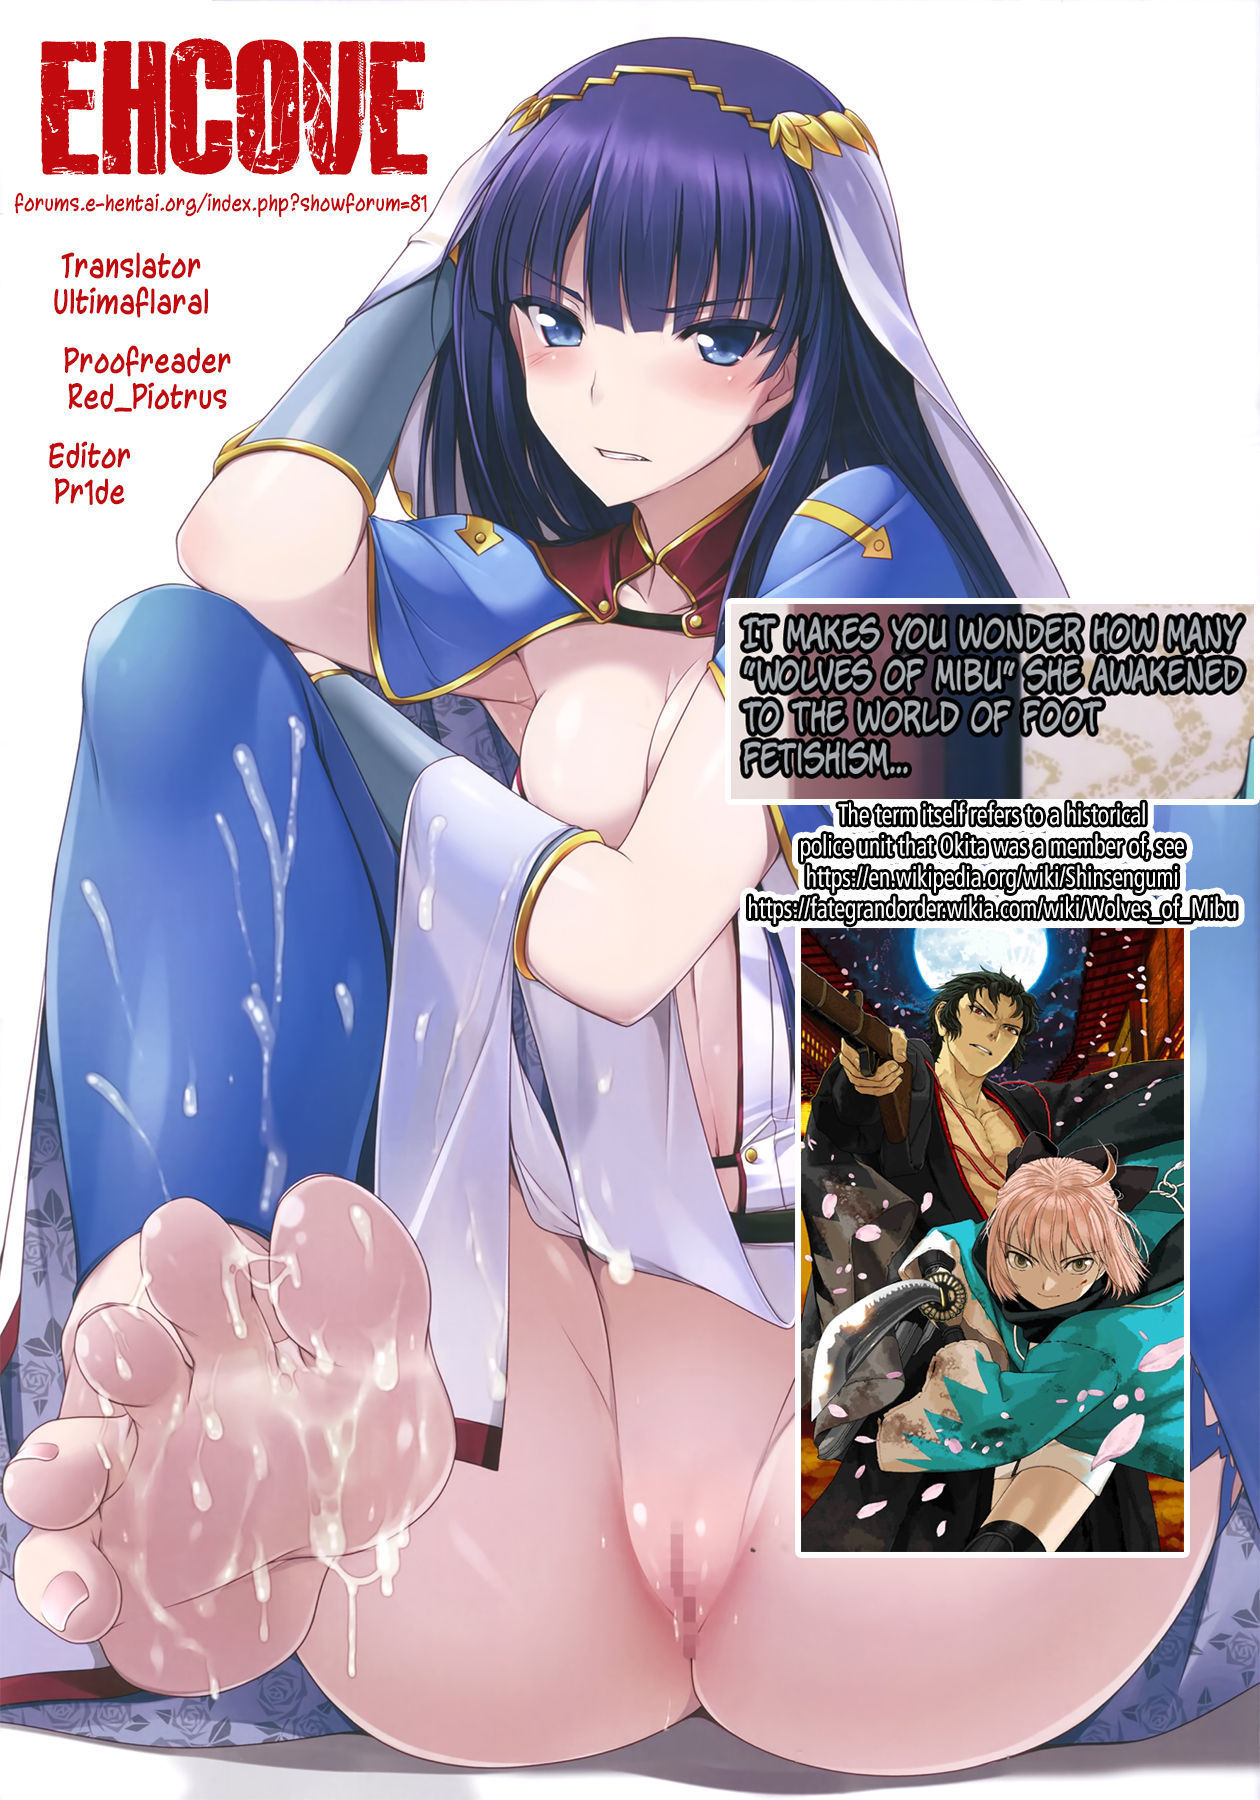 EHCOVE
forums.e-hentai.org/index.php?showforum=81
Translator
Ultimaflaral
Proofreader
Red_Piotrus
Editor
Pr1de
IT MAKES YOU WONDER HOW MANY
"WOLVES OF MIBU" SHE AWAKENED
TO THE WORLD OF FOOT
FETISHISM...
The term itself refers to a historical
police unit that Okita was a member of, see
https://en.wikipedia.org/wiki/Shinsengumi
https://fategrandorder.wikia.com/wiki/Wolves_of_Mibu